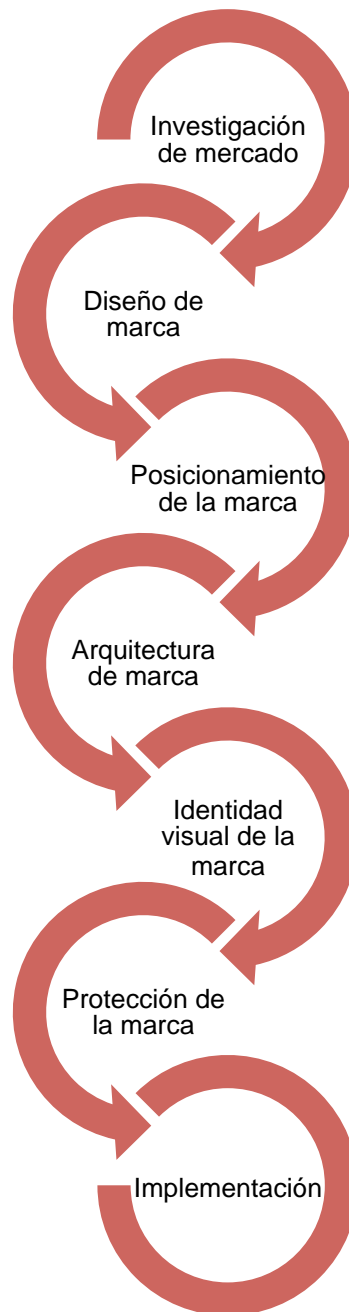 Investigación
de mercado
Diseño de
marca
Posicionamiento
de la marca
Arquitectura
de marca
Identidad
visual de la
marca
Protección de
la marca
Implementación